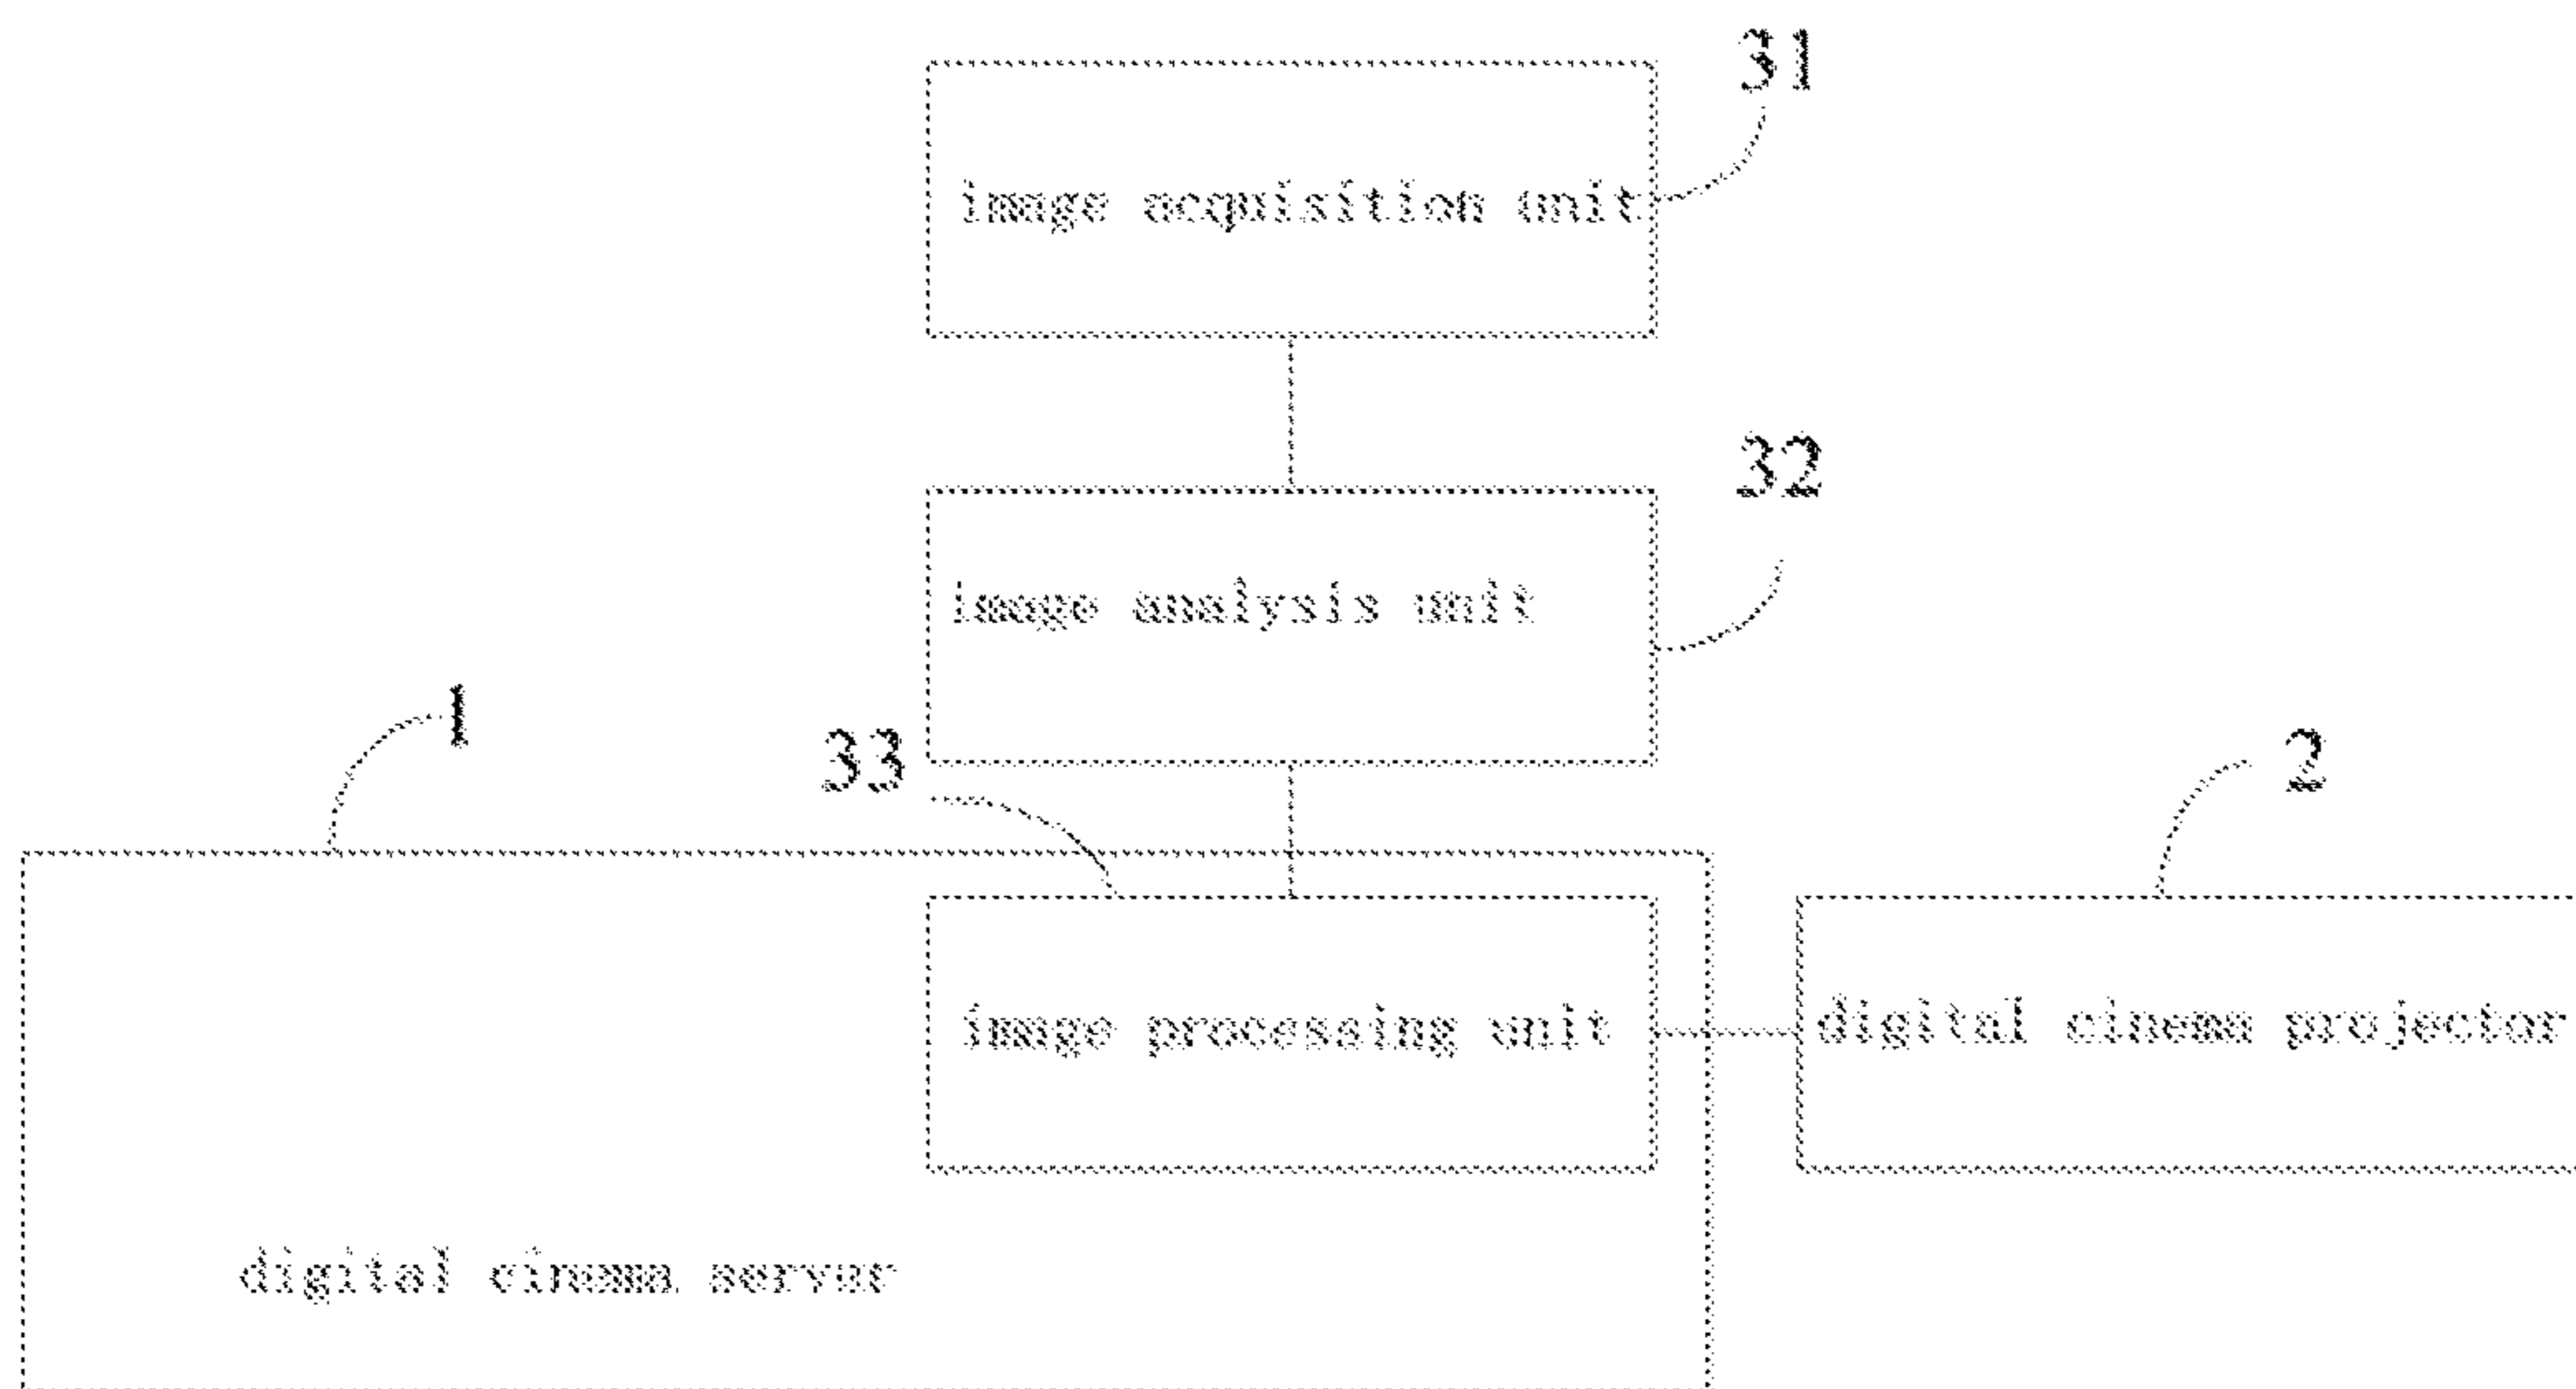 31
image acquisition unit
32
image analysis unit
1
33
2
image processing unit
digital cinema projector
digital cinema server